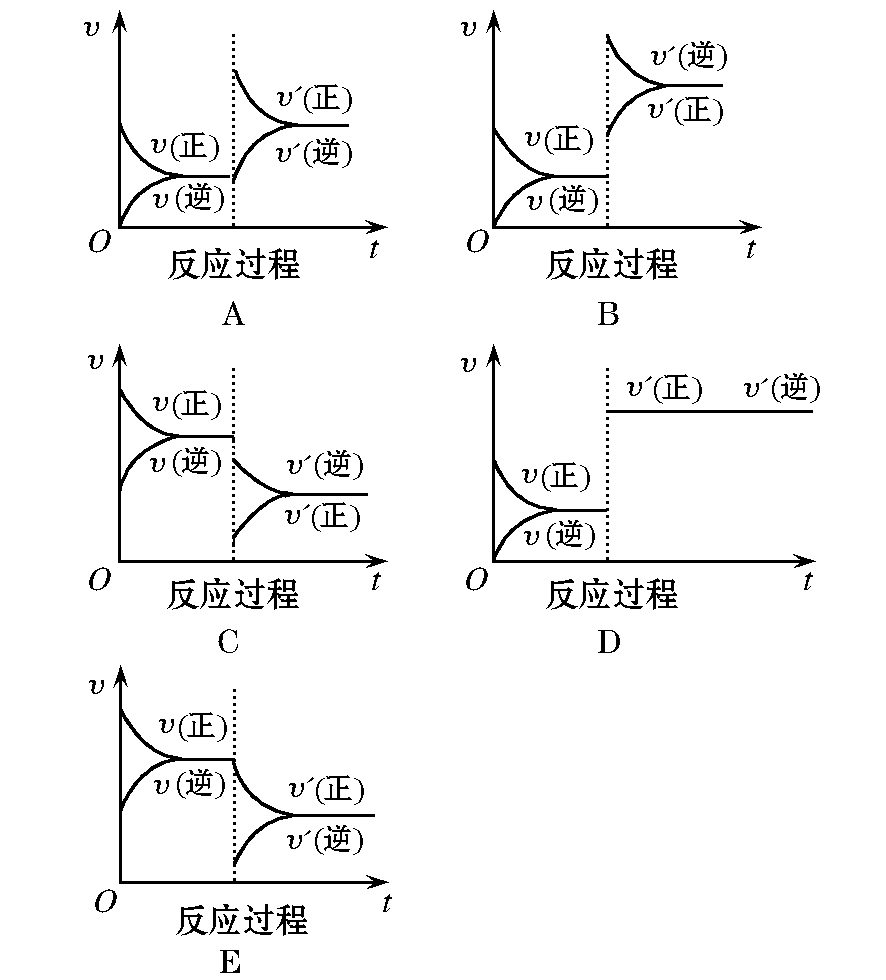 v
v´(正)
v(正)
v´(逆)
v(逆)
O
t
反应过程
A
v
v´(逆)
v(正)
v´(正)
v(逆)
O
t
反应过程
B
v
v(正)
v(逆)
v´(逆)
v´(正)
O
t
反应过程
C
v
v´(正) v´(逆)
v(正)
v(逆)
O
t
反应过程
D
v
v(正)
v(逆)
v´(正)
v´(逆)
O
t
反应过程
E